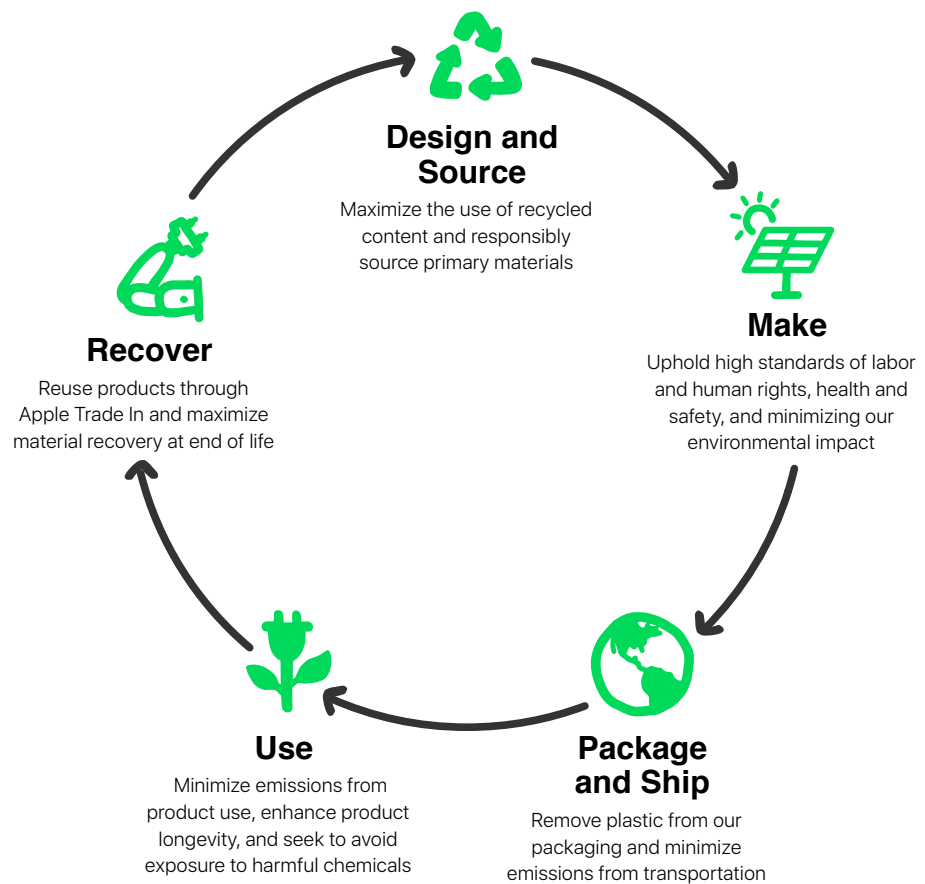 Design and
Source
Maximize the use of recycled
content and responsibly
source primary materials
Make
Uphold high standards of labor
and human rights, health and
safety, and minimizing our
environmental impact
Package
and Ship
Remove plastic from our
packaging and minimize
emissions from transportation
Use
Minimize emissions from
product use, enhance product
longevity, and seek to avoid
exposure to harmful chemicals
Recover
Reuse products through
Apple Trade In and maximize
material recovery at end of life